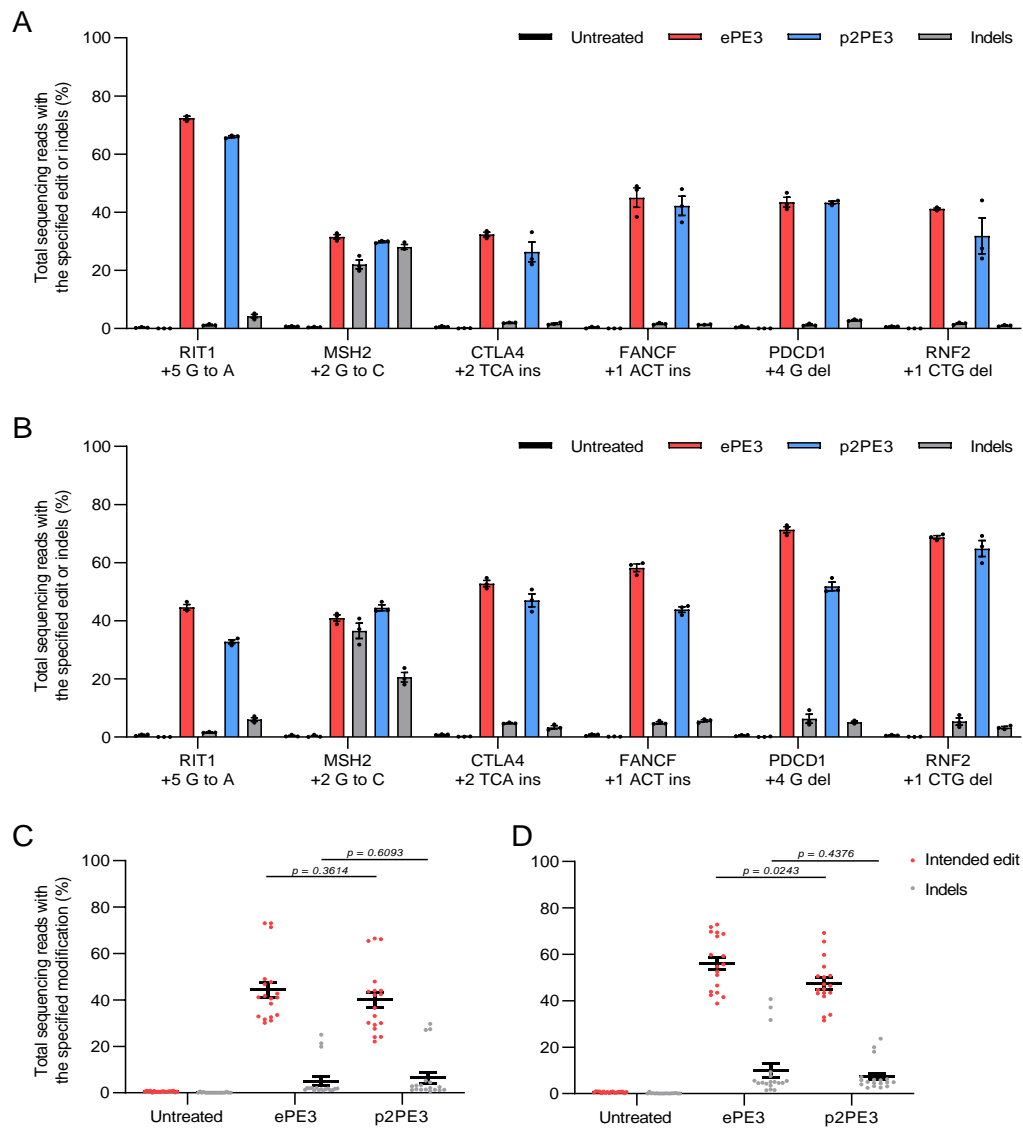 A
Untreated ePE3 p2PE3 Indels
Total sequencing reads with
the specified edit or indels (%)
100
80
60
40
20
0
RIT1 MSH2 CTLA4 FANCF PDCD1 RNF2
+5 G to A +2 G to C +2 TCA ins +1 ACT ins +4 G del +1 CTG del
B
Untreated ePE3 p2PE3 Indels
Total sequencing reads with
the specified edit or indels (%)
100
80
60
40
20
0
RIT1 MSH2 CTLA4 FANCF PDCD1 RNF2
+5 G to A +2 G to C +2 TCA ins +1 ACT ins +4 G del +1 CTG del
C
Total sequencing reads with
the specified modification (%)
100
80
60
40
20
0
p = 0.6093
p = 0.3614
Untreated ePE3 p2PE3
D
100
80
60
40
20
0
p = 0.4376
p = 0.0243
Untreated ePE3 p2PE3
Intended edit
Indels